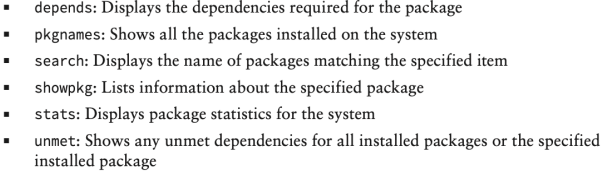 ▪ depends: Displays the dependencies required for the package
▪ pkgnames: Shows all the packages installed on the system
▪ search: Displays the name of packages matching the specified item
▪ showpkg: Lists information about the specified package
▪ stats: Displays package statistics for the system
▪ unmet: Shows any unmet dependencies for all installed packages or the specified
installed package